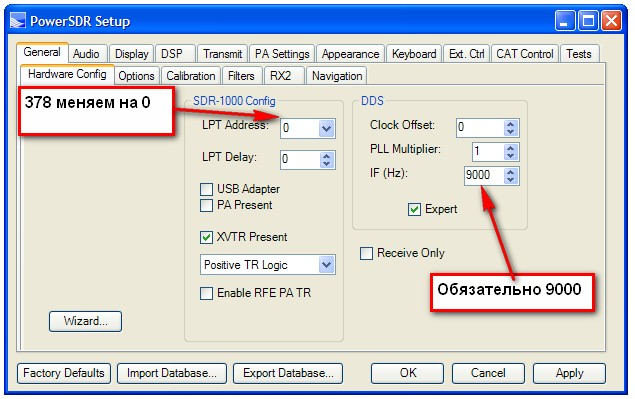 PowerSDR Setup
General Audio Display DSP Transmit PA Settings Appearance Keyboard Ext. Ctrl CAT Control Tests
Hardware Config Options Calibration Filters RX2 Navigation
378 меняем на 0
SDR-1000 Config
LPT Address: 0
LPT Delay: 0
USB Adapter
PA Present
XVTR Present
Positive TR Logic
Enable RFE PA TR
DDS
Clock Offset: 0
PLL Multiplier: 1
IF (Hz): 9000
Expert
Receive Only
Обязательно 9000
Wizard...
Factory Defaults Import Database... Export Database... OK Cancel Apply